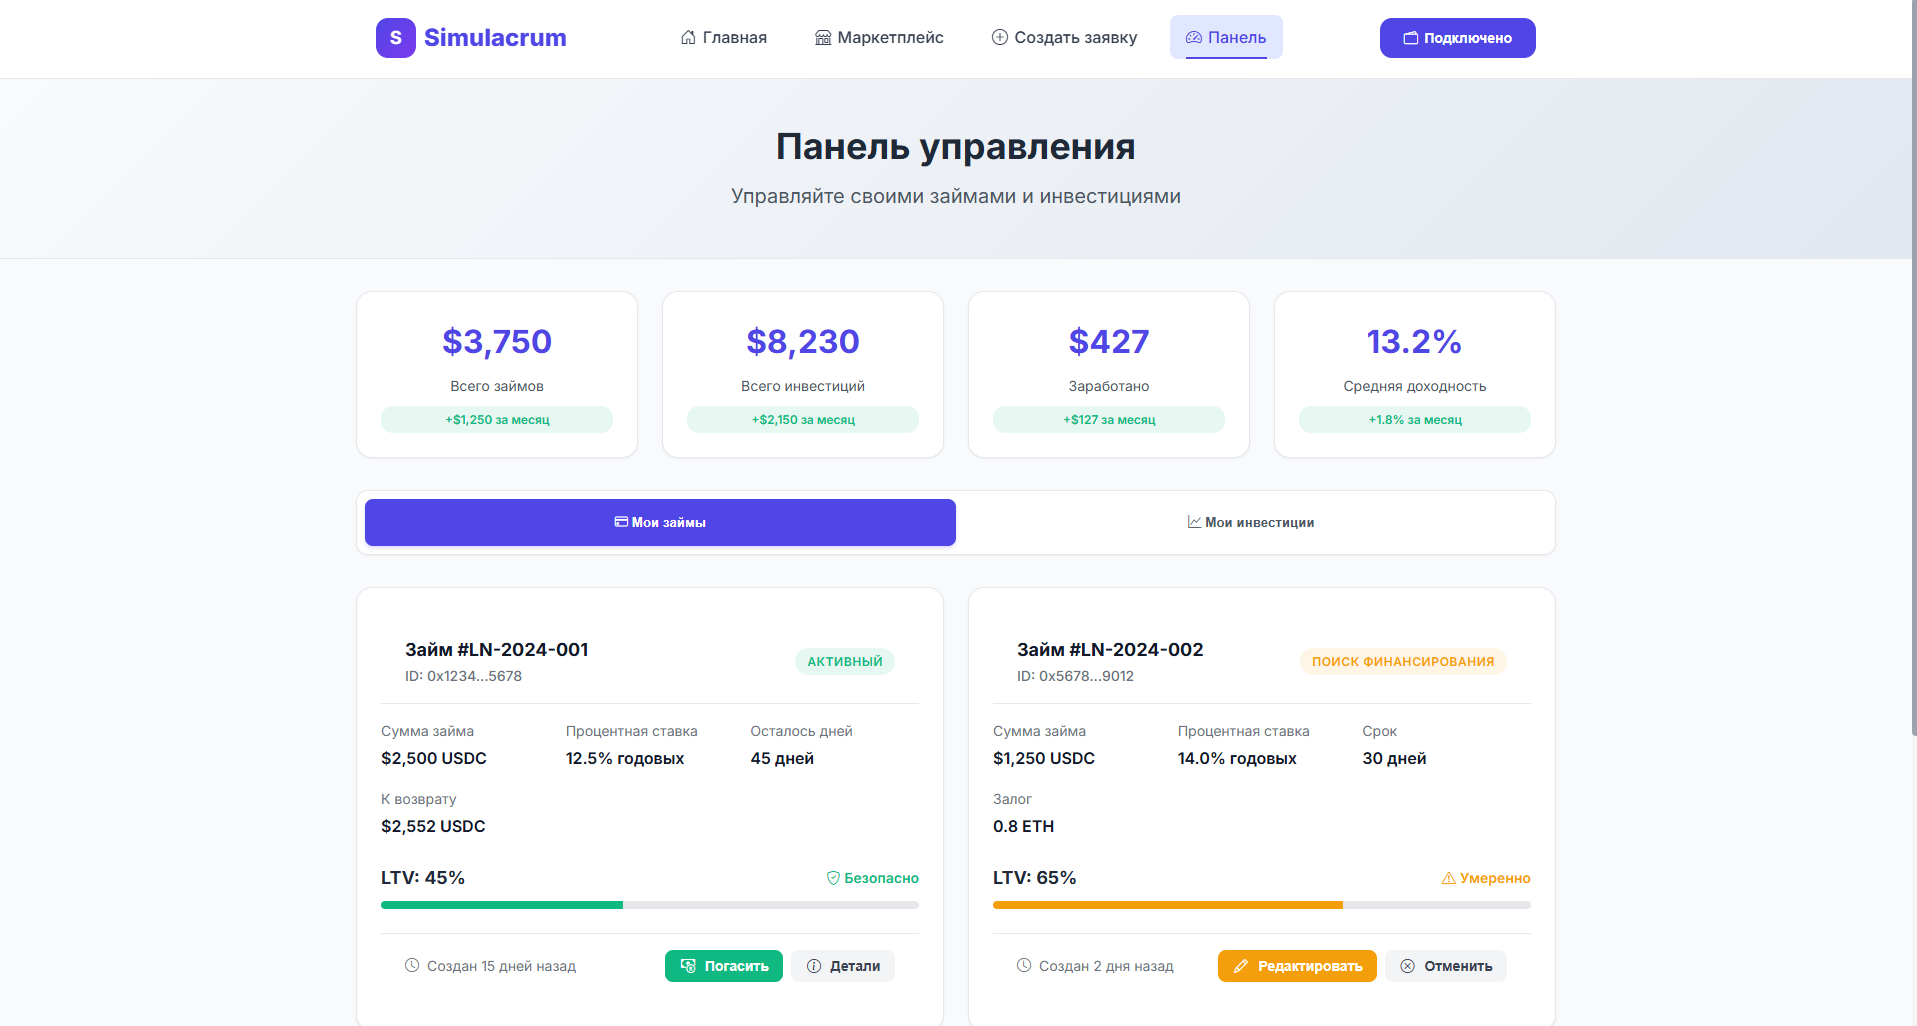 S Simulacrum Главная Маркетплейс Создать заявку Панель Подключено
Панель управления
Управляйте своими займами и инвестициями
$3,750
Всего займов
+$1,250 за месяц
$8,230
Всего инвестиций
+$2,150 за месяц
$427
Заработано
+$127 за месяц
13.2%
Средняя доходность
+1.8% за месяц
Мои займы Мои инвестиции
Займ #LN-2024-001
ID: 0x1234...5678
АКТИВНЫЙ
Сумма займа Процентная ставка Осталось дней
$2,500 USDC 12.5% годовых 45 дней
К возврату
$2,552 USDC
LTV: 45% Безопасно
Создан 15 дней назад Погасить Детали
Займ #LN-2024-002
ID: 0x5678...9012
ПОИСК ФИНАНСИРОВАНИЯ
Сумма займа Процентная ставка Срок
$1,250 USDC 14.0% годовых 30 дней
Залог
0.8 ETH
LTV: 65% Умеренно
Создан 2 дня назад Редактировать Отменить